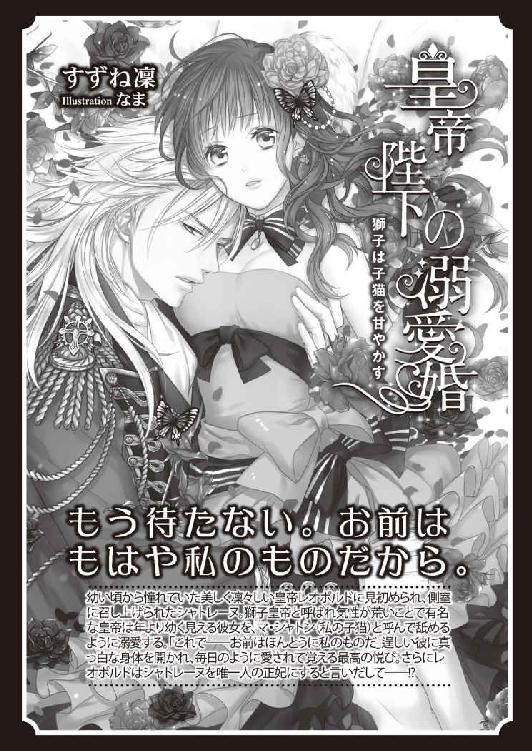 すずね凜
Illustration なま
皇帝陛下の溺愛婚
獅子は子猫を甘やかす
もう待たない。お前は
もはや私のものだから。
幼い頃から憧れていた美しく凛々しい皇帝レオポルドに見初められ、側室
に召し上げられたシャトレーヌ。獅子皇帝と呼ばれ気性が荒いことで有名
な皇帝は年より幼く見える彼女を、マ・シャトン（私の子猫）と呼んで舐める
ように溺愛する。「これで――お前はほんとうに私のものだ」逞しい彼に真
っ白な身体を開かれ、毎日のように愛されて覚える最高の悦び。さらにレ
オポルドはシャトレーヌを唯一人の正妃にすると言いだして――!?